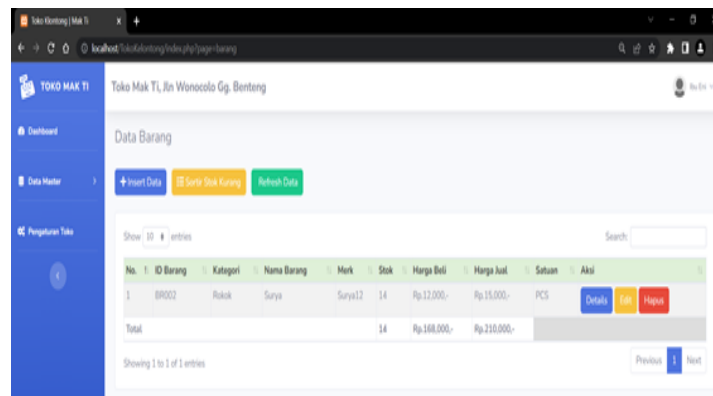 Toko Klontong | Mak Ti
localhost/TokoKelontong/index.php?page=barang
TOKO MAK TI
Toko Mak Ti, Jln Wonocolo Gg. Benteng
Dashboard
Data Barang
Data Master
Insert Data Sortir Stok Kurang Refresh Data
Pengaturan Toko
Show 10 entries Search:
No. ID Barang Kategori Nama Barang Merk Stok Harga Beli Harga Jual Satuan Aksi
1 BR002 Rokok Surya Surya12 14 Rp.12,000,- Rp.15,000,- PCS Details Edit Hapus
Total 14 Rp.168,000,- Rp.210,000,-
Showing 1 to 1 of 1 entries Previous 1 Next